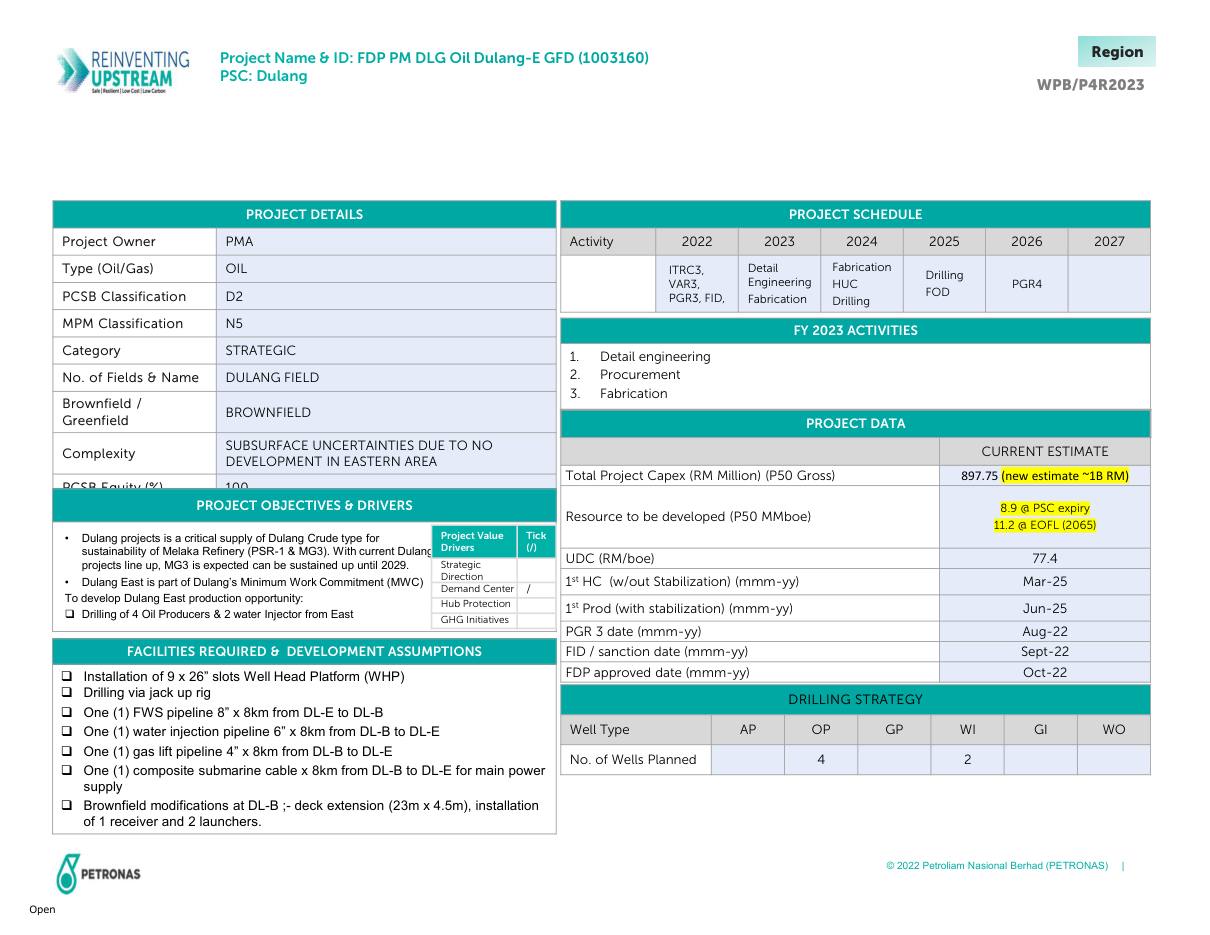 REINVENTING
UPSTREAM
Safe | Resilient | Low Cost | Low Carbon
Project Name & ID: FDP PM DLG Oil Dulang-E GFD (1003160)
PSC: Dulang
Region
WPB/P4R2023
PROJECT DETAILS
Project Owner PMA
Type (Oil/Gas) OIL
PCSB Classification D2
MPM Classification N5
Category STRATEGIC
No. of Fields & Name DULANG FIELD
Brownfield /
Greenfield
BROWNFIELD
Complexity
SUBSURFACE UNCERTAINTIES DUE TO NO
DEVELOPMENT IN EASTERN AREA
PCSB Equity (%) 100
PROJECT OBJECTIVES & DRIVERS
• Dulang projects is a critical supply of Dulang Crude type for
sustainability of Melaka Refinery (PSR-1 & MG3). With current Dulang
projects line up, MG3 is expected can be sustained up until 2029.
• Dulang East is part of Dulang’s Minimum Work Commitment (MWC)
To develop Dulang East production opportunity:
❑ Drilling of 4 Oil Producers & 2 water Injector from East
Project Value
Drivers
Tick
(/)
Strategic
Direction
Demand Center /
Hub Protection
GHG Initiatives
FACILITIES REQUIRED & DEVELOPMENT ASSUMPTIONS
❑ Installation of 9 x 26” slots Well Head Platform (WHP)
❑ Drilling via jack up rig
❑ One (1) FWS pipeline 8” x 8km from DL-E to DL-B
❑ One (1) water injection pipeline 6” x 8km from DL-B to DL-E
❑ One (1) gas lift pipeline 4” x 8km from DL-B to DL-E
❑ One (1) composite submarine cable x 8km from DL-B to DL-E for main power
supply
❑ Brownfield modifications at DL-B ;- deck extension (23m x 4.5m), installation
of 1 receiver and 2 launchers.
PROJECT SCHEDULE
Activity 2022 2023 2024 2025 2026 2027
ITRC3,
VAR3,
PGR3, FID,
Detail
Engineering
Fabrication
Fabrication
HUC
Drilling
Drilling
FOD
PGR4
FY 2023 ACTIVITIES
1. Detail engineering
2. Procurement
3. Fabrication
PROJECT DATA
CURRENT ESTIMATE
Total Project Capex (RM Million) (P50 Gross) 897.75 (new estimate ~1B RM)
Resource to be developed (P50 MMboe)
8.9 @ PSC expiry
11.2 @ EOFL (2065)
UDC (RM/boe) 77.4
1st HC (w/out Stabilization) (mmm-yy) Mar-25
1st Prod (with stabilization) (mmm-yy) Jun-25
PGR 3 date (mmm-yy) Aug-22
FID / sanction date (mmm-yy) Sept-22
FDP approved date (mmm-yy) Oct-22
DRILLING STRATEGY
Well Type AP OP GP WI GI WO
No. of Wells Planned 4 2
PETRONAS
© 2022 Petroliam Nasional Berhad (PETRONAS) |
Open